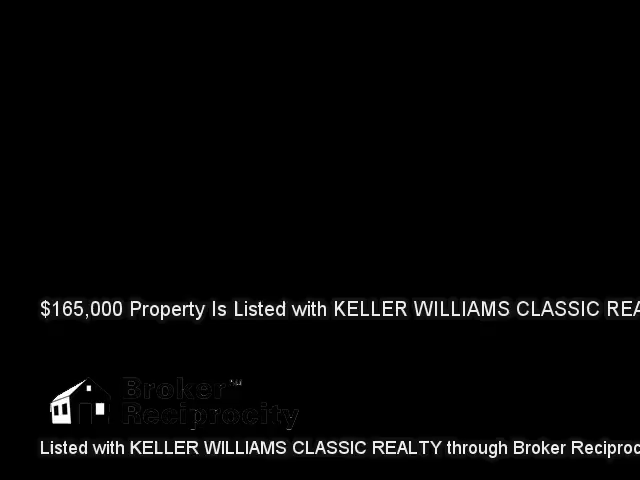 $165,000 Property Is Listed with KELLER WILLIAMS CLASSIC REA
Broker™
Reciprocity
Listed with KELLER WILLIAMS CLASSIC REALTY through Broker Reciproc